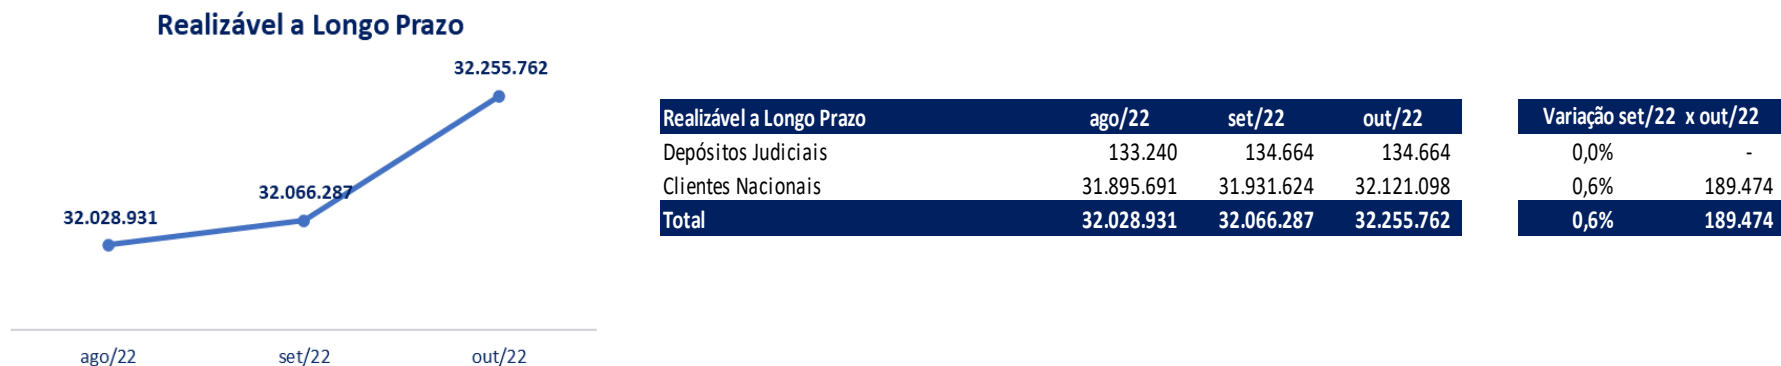 Realizável a Longo Prazo
32.255.762
32.066.287
32.028.931
ago/22 set/22 out/22
Realizável a Longo Prazo ago/22 set/22 out/22 Variação set/22 x out/22
Depósitos Judiciais 133.240 134.664 134.664 0,0% -
Clientes Nacionais 31.895.691 31.931.624 32.121.098 0,6% 189.474
Total 32.028.931 32.066.287 32.255.762 0,6% 189.474